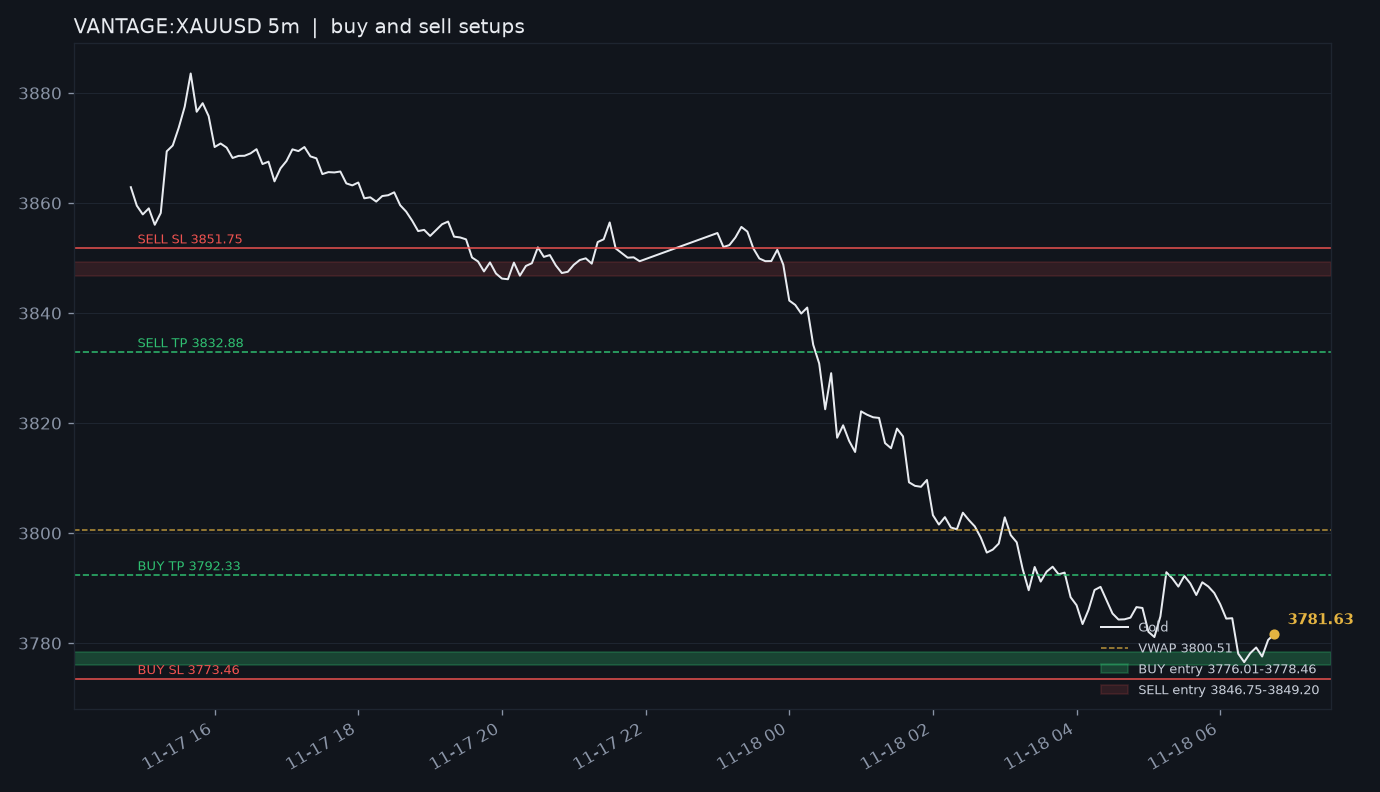 VANTAGE:XAUUSD 5m | buy and sell setups
3880
3860
SELL SL 3851.75
3840
SELL TP 3832.88
3820
3800
BUY TP 3792.33
3781.63
3780
Gold
VWAP 3800.51
BUY SL 3773.46
BUY entry 3776.01-3778.46
SELL entry 3846.75-3849.20
11-17 16
11-17 18
11-17 20
11-17 22
11-18 00
11-18 02
11-18 04
11-18 06